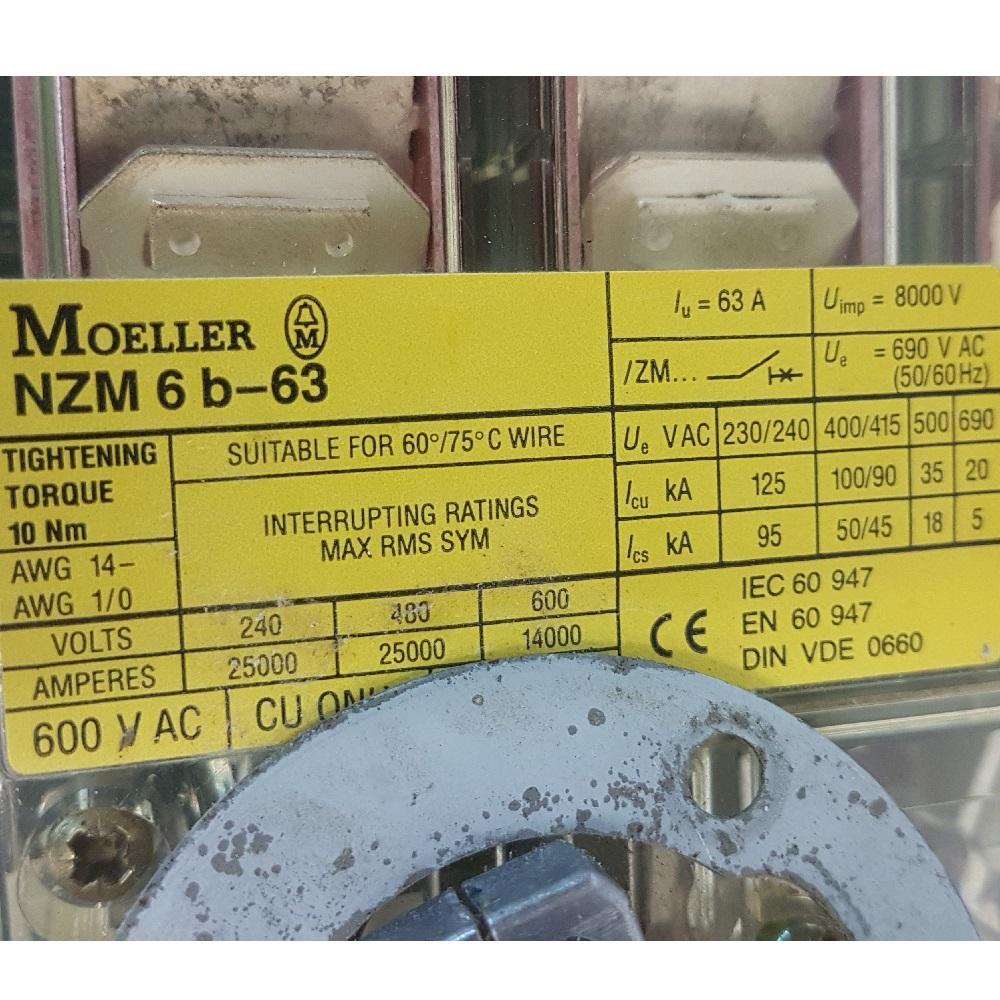 MOELLER
NZM 6 b-63
TIGHTENING
TORQUE
10 Nm
AWG 14-
AWG 1/0
SUITABLE FOR 60°/75°C WIRE
INTERRUPTING RATINGS
MAX RMS SYM
VOLTS 240 480 600
AMPERES 25000 25000 14000
600 V AC CU
Iu = 63 A Uimp = 8000 V
/ZM... Ue = 690 V AC
(50/60Hz)
Ue VAC 230/240 400/415 500 690
Icu kA 125 100/90 35 20
Ics kA 95 50/45 18 5
CE
IEC 60 947
EN 60 947
DIN VDE 0660